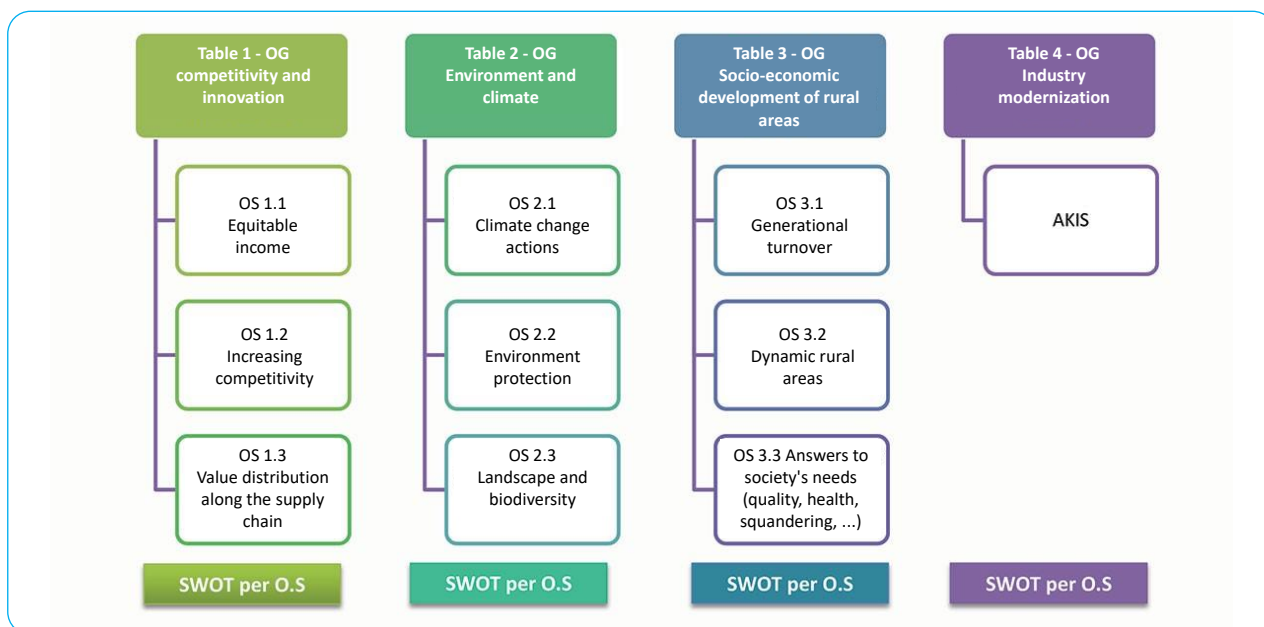 Table 1 - OG
competitivity and
innovation
OS 1.1
Equitable
income
OS 1.2
Increasing
competitivity
OS 1.3
Value distribution
along the supply
chain
SWOT per O.S
Table 2 - OG
Environment and
climate
OS 2.1
Climate change
actions
OS 2.2
Environment
protection
OS 2.3
Landscape and
biodiversity
SWOT per O.S
Table 3 - OG
Socio-economic
development of rural
areas
OS 3.1
Generational
turnover
OS 3.2
Dynamic rural
areas
OS 3.3 Answers to
society's needs
(quality, health,
squandering, ...)
SWOT per O.S
Table 4 - OG
Industry
modernization
AKIS
SWOT per O.S